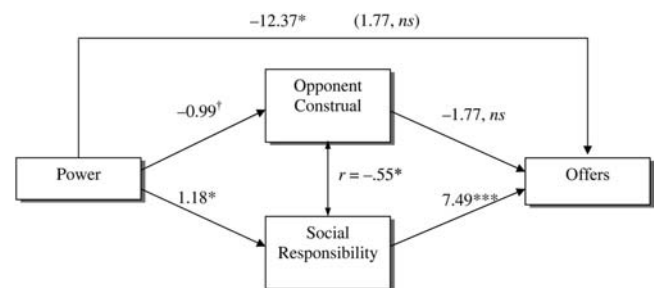 –12.37* (1.77, ns)
Opponent
Construal
–0.99†
–1.77, ns
Power
r = –.55*
Offers
1.18*
7.49***
Social
Responsibility